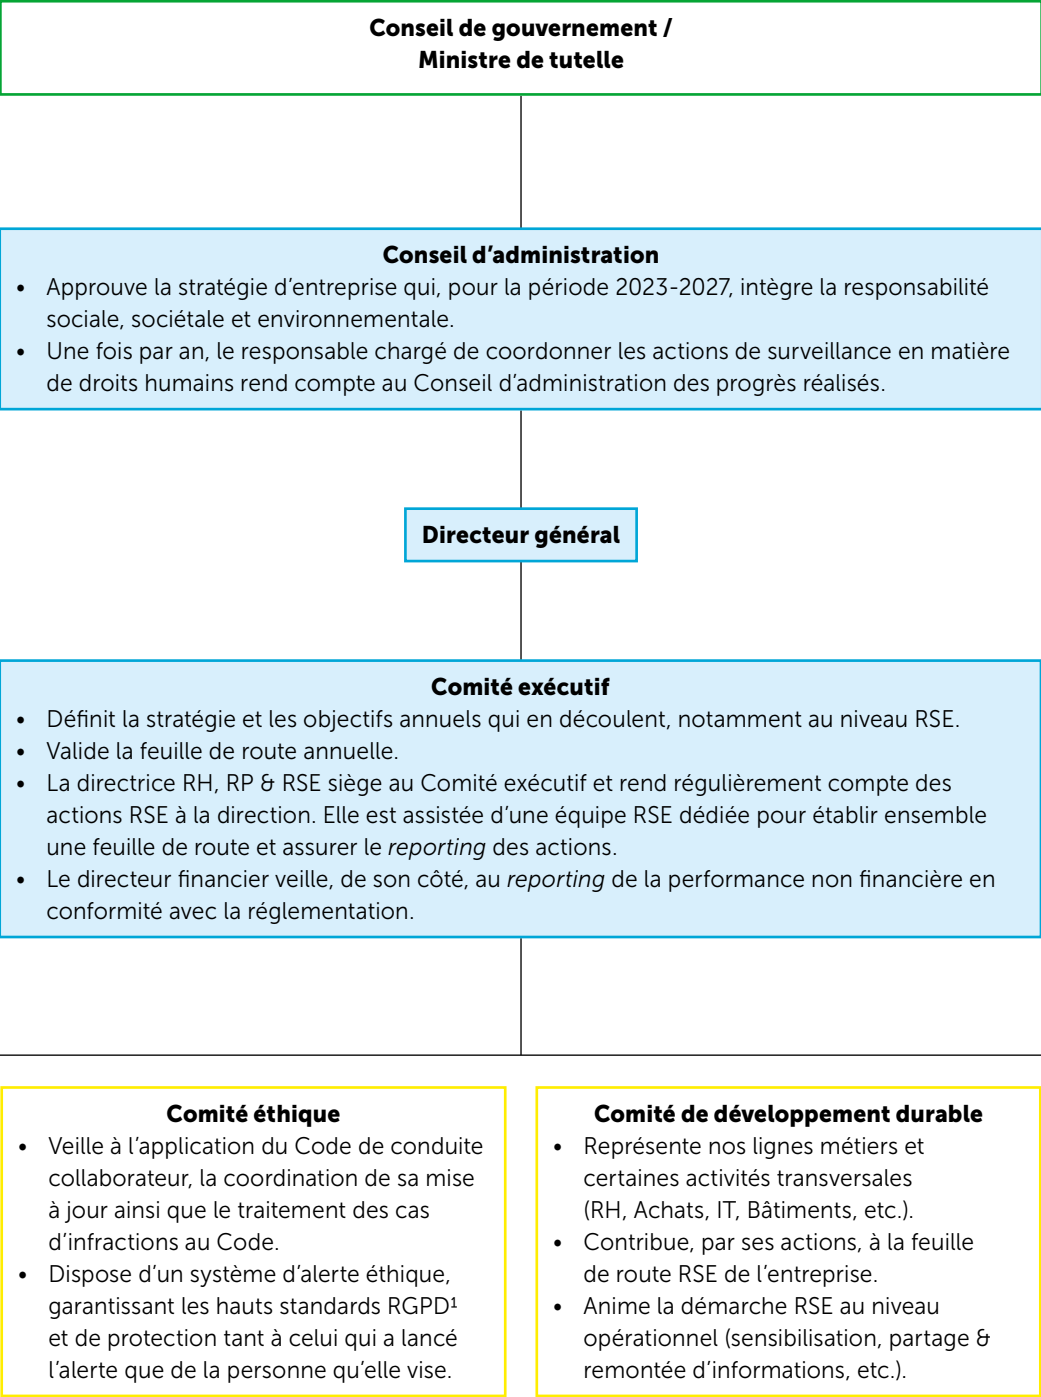 Conseil de gouvernement /
Ministre de tutelle
Conseil d’administration
• Approuve la stratégie d’entreprise qui, pour la période 2023-2027, intègre la responsabilité
sociale, sociétale et environnementale.
• Une fois par an, le responsable chargé de coordonner les actions de surveillance en matière
de droits humains rend compte au Conseil d’administration des progrès réalisés.
Directeur général
Comité exécutif
• Définit la stratégie et les objectifs annuels qui en découlent, notamment au niveau RSE.
• Valide la feuille de route annuelle.
• La directrice RH, RP & RSE siège au Comité exécutif et rend régulièrement compte des
actions RSE à la direction. Elle est assistée d’une équipe RSE dédiée pour établir ensemble
une feuille de route et assurer le reporting des actions.
• Le directeur financier veille, de son côté, au reporting de la performance non financière en
conformité avec la réglementation.
Comité éthique
• Veille à l’application du Code de conduite
collaborateur, la coordination de sa mise
à jour ainsi que le traitement des cas
d’infractions au Code.
• Dispose d’un système d’alerte éthique,
garantissant les hauts standards RGPD¹
et de protection tant à celui qui a lancé
l’alerte que de la personne qu’elle vise.
Comité de développement durable
• Représente nos lignes métiers et
certaines activités transversales
(RH, Achats, IT, Bâtiments, etc.).
• Contribue, par ses actions, à la feuille
de route RSE de l’entreprise.
• Anime la démarche RSE au niveau
opérationnel (sensibilisation, partage &
remontée d’informations, etc.).